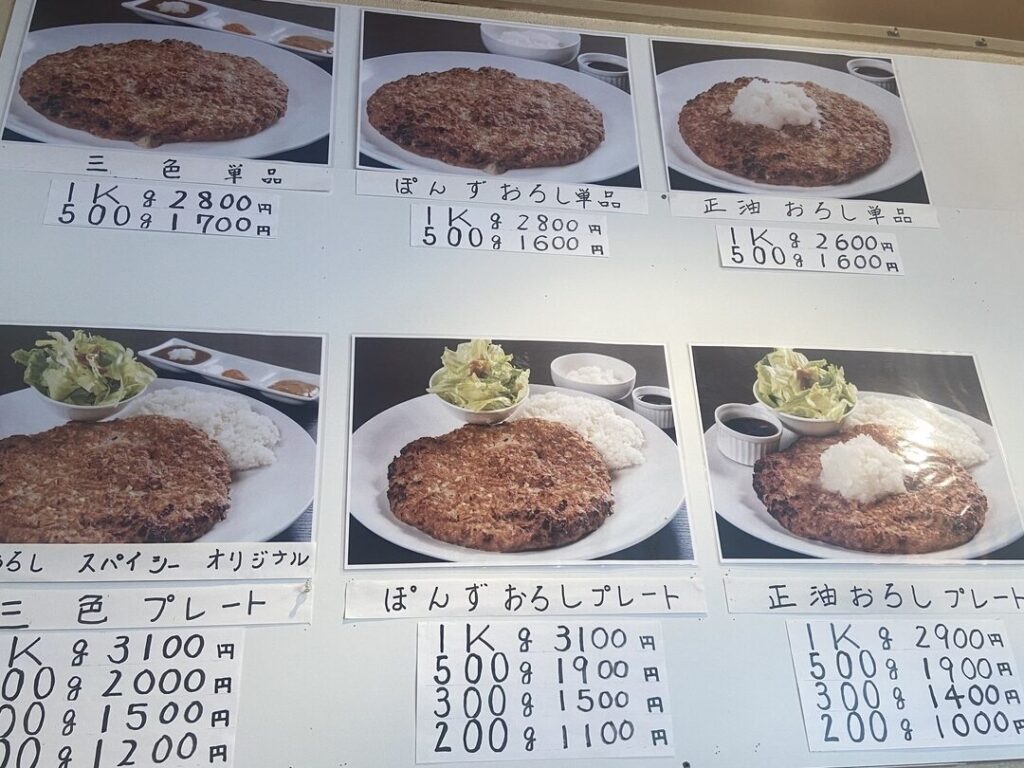 三色単品
1Kg 2800円
500g 1700円
ぽんずおろし単品
1Kg 2800円
500g 1600円
正油おろし単品
1Kg 2600円
500g 1600円
ろし スパイシー オリジナル
三色プレート
Kg 3100円
00g 2000円
00g 1500円
00g 1200円
ぽんずおろしプレート
1Kg 3100円
500g 1900円
300g 1500円
200g 1100円
正油おろしプレート
1Kg 2900円
500g 1900円
300g 1400円
200g 1000円